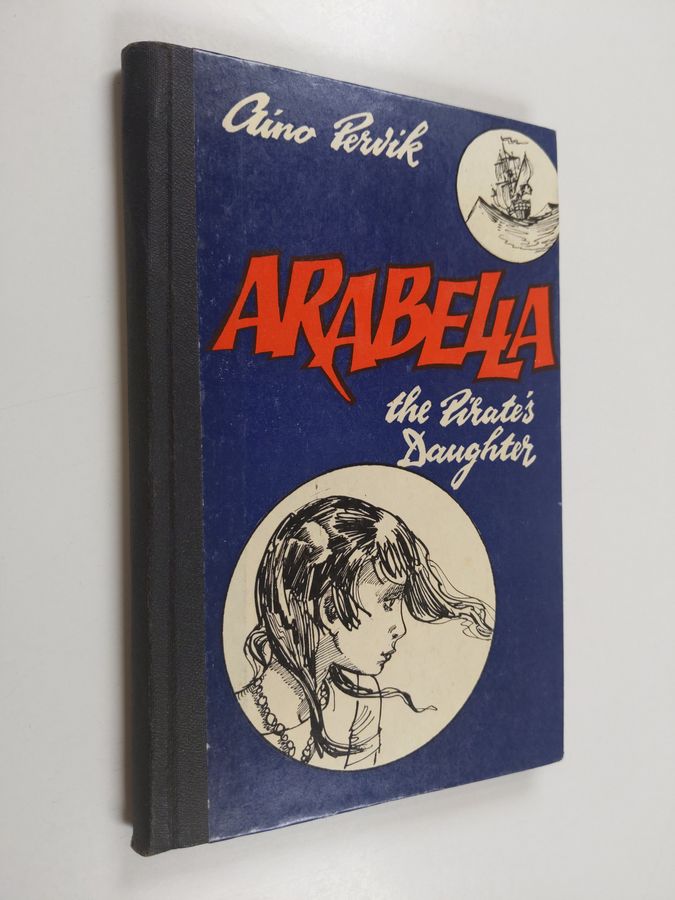 Aino Pervik
ARABELLA
the Pirate's
Daughter